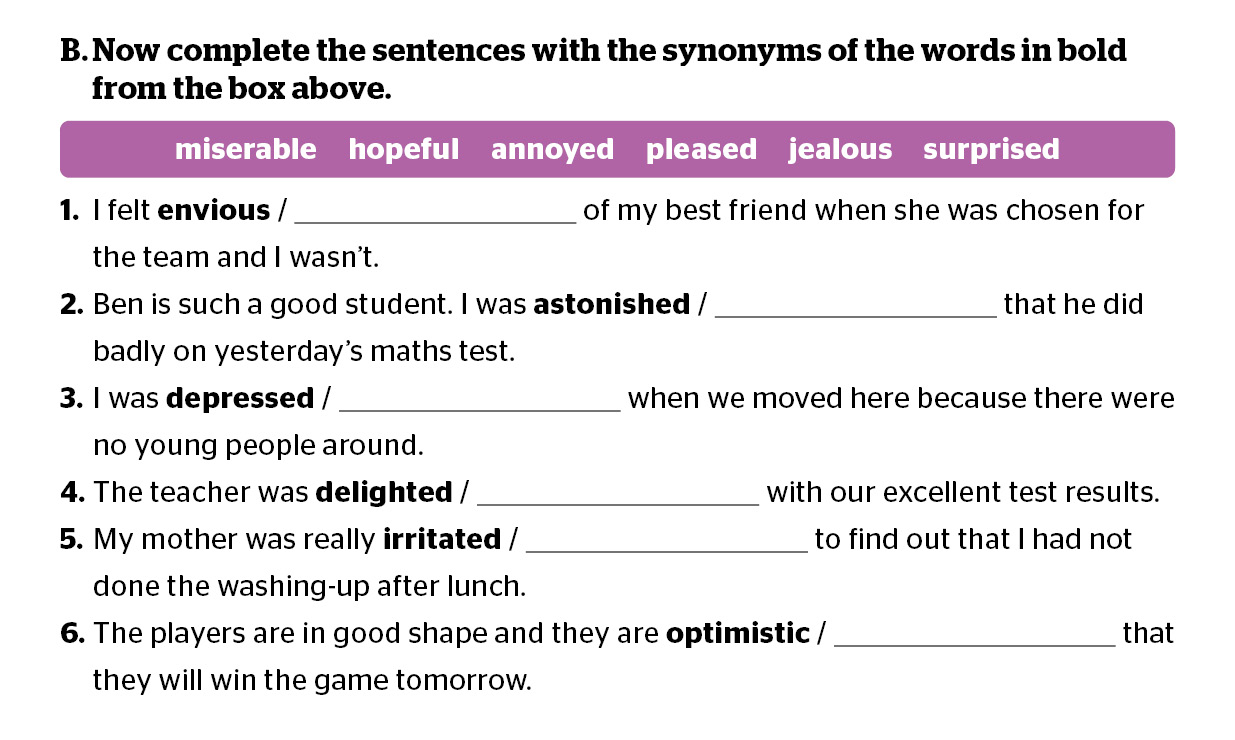 B. Now complete the sentences with the synonyms of the words in bold
from the box above.
miserable hopeful annoyed pleased jealous surprised
1. I felt envious / ____________________ of my best friend when she was chosen for
the team and I wasn’t.
2. Ben is such a good student. I was astonished / ____________________ that he did
badly on yesterday’s maths test.
3. I was depressed / ____________________ when we moved here because there were
no young people around.
4. The teacher was delighted / ____________________ with our excellent test results.
5. My mother was really irritated / ____________________ to find out that I had not
done the washing-up after lunch.
6. The players are in good shape and they are optimistic / ____________________ that
they will win the game tomorrow.